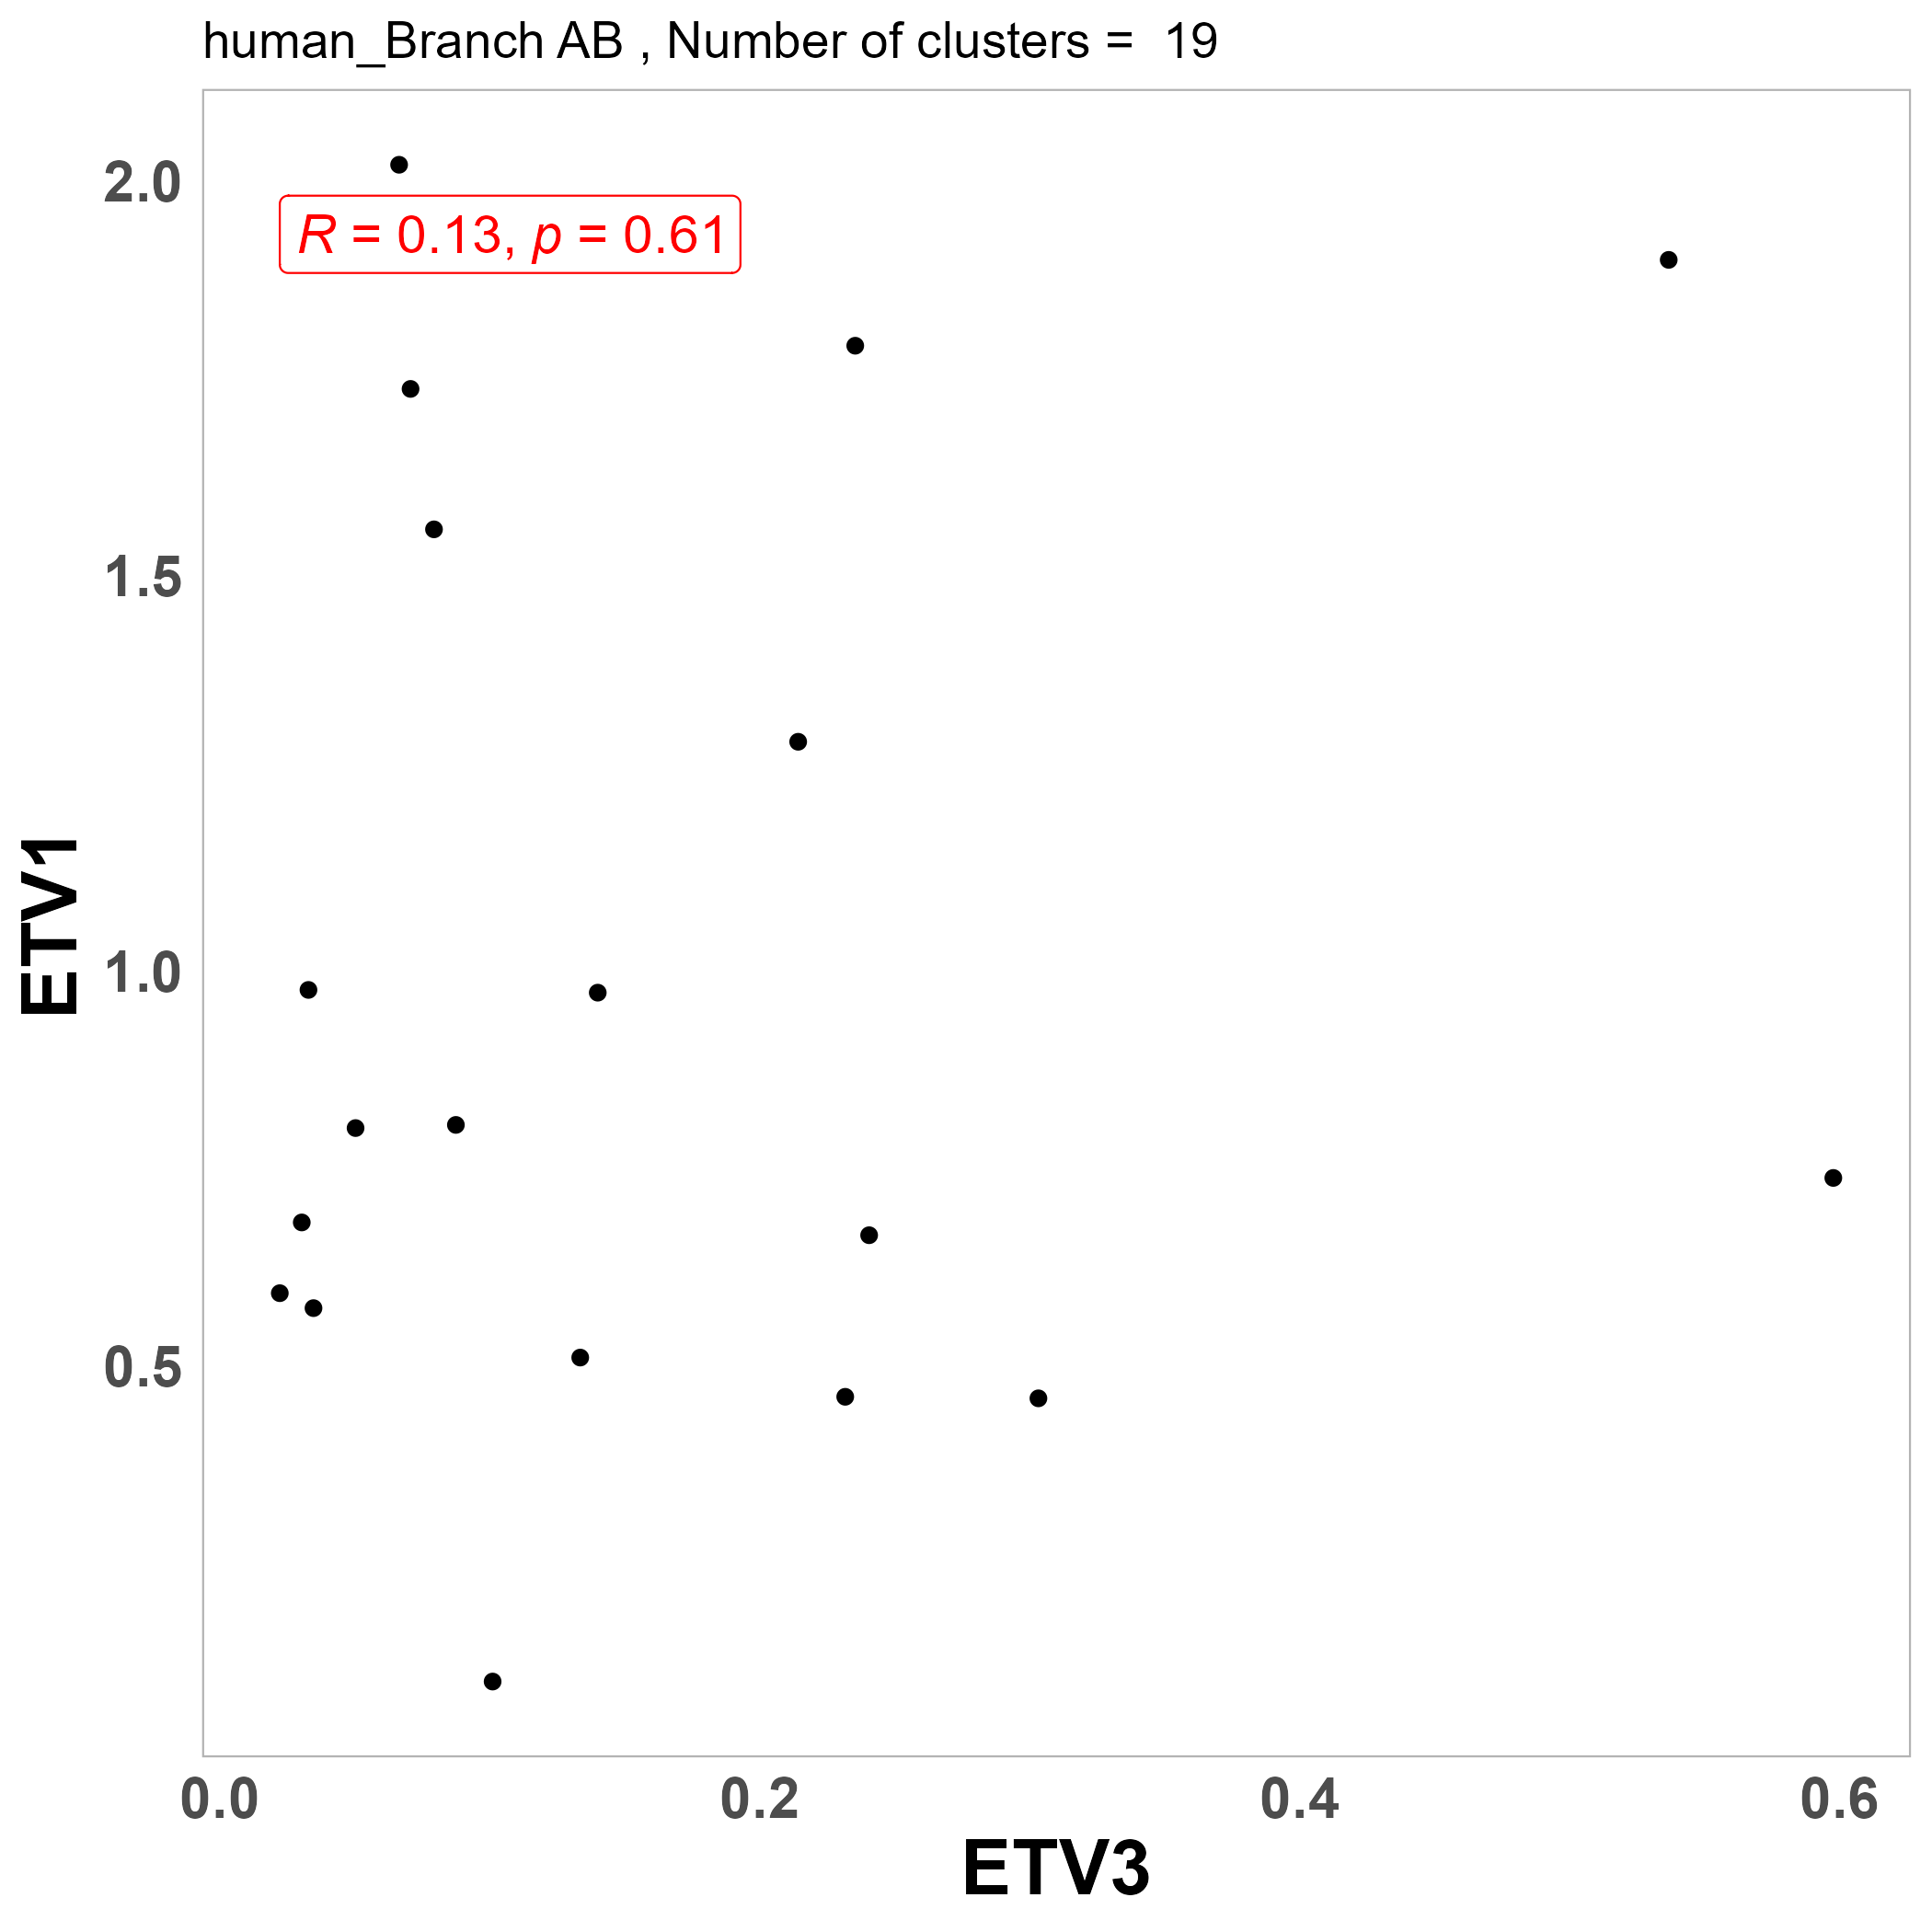 human_Branch AB , Number of clusters =  19
R = 0.13, p = 0.61
2.0
1.5
1.0
0.5
ETV1
0.0 0.2 0.4 0.6
ETV3